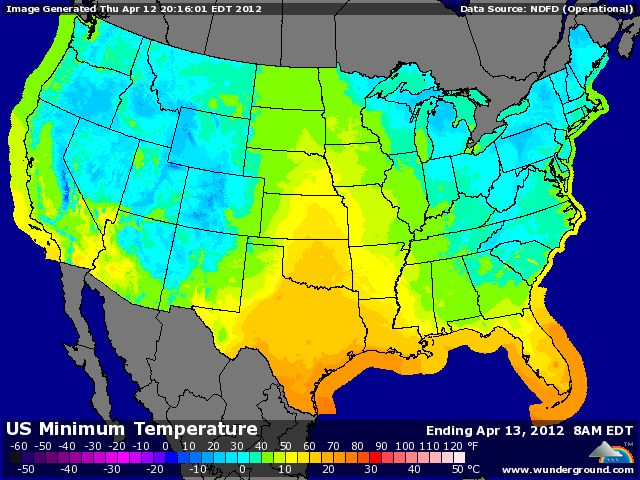 Image Generated Thu Apr 12 20:16:01 EDT 2012 Data Source: NDFD (Operational)
US Minimum Temperature Ending Apr 13, 2012 8AM EDT
-60 -50 -40 -30 -20 -10 0 10 20 30 40 50 60 70 80 90 100 110 120 °F
-50 -40 -30 -20 -10 0 10 20 30 40 50 °C
TM
www.wunderground.com